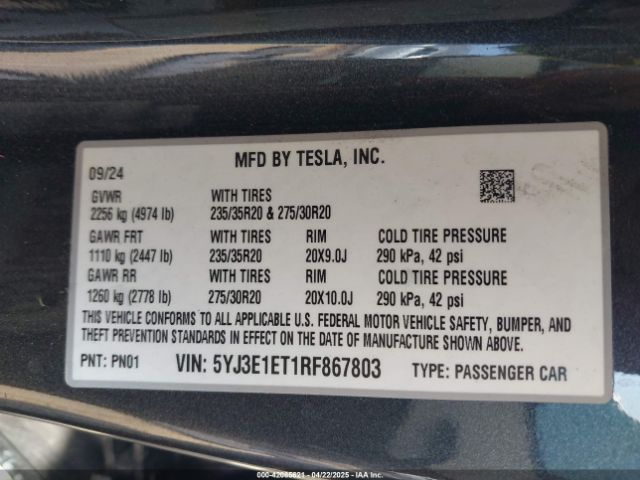 MFD BY TESLA, INC.
09/24
GVWR WITH TIRES
2256 kg (4974 lb) 235/35R20 & 275/30R20
GAWR FRT WITH TIRES RIM COLD TIRE PRESSURE
1110 kg (2447 lb) 235/35R20 20X9.0J 290 kPa, 42 psi
GAWR RR WITH TIRES RIM COLD TIRE PRESSURE
1260 kg (2778 lb) 275/30R20 20X10.0J 290 kPa, 42 psi
THIS VEHICLE CONFORMS TO ALL APPLICABLE U.S. FEDERAL MOTOR VEHICLE SAFETY, BUMPER, AND
THEFT PREVENTION STANDARDS IN EFFECT ON THE DATE OF MANUFACTURE SHOWN ABOVE.
PNT: PN01 VIN: 5YJ3E1ET1RF867803 TYPE: PASSENGER CAR
000-42085821 - 04/22/2025 - IAA, Inc.